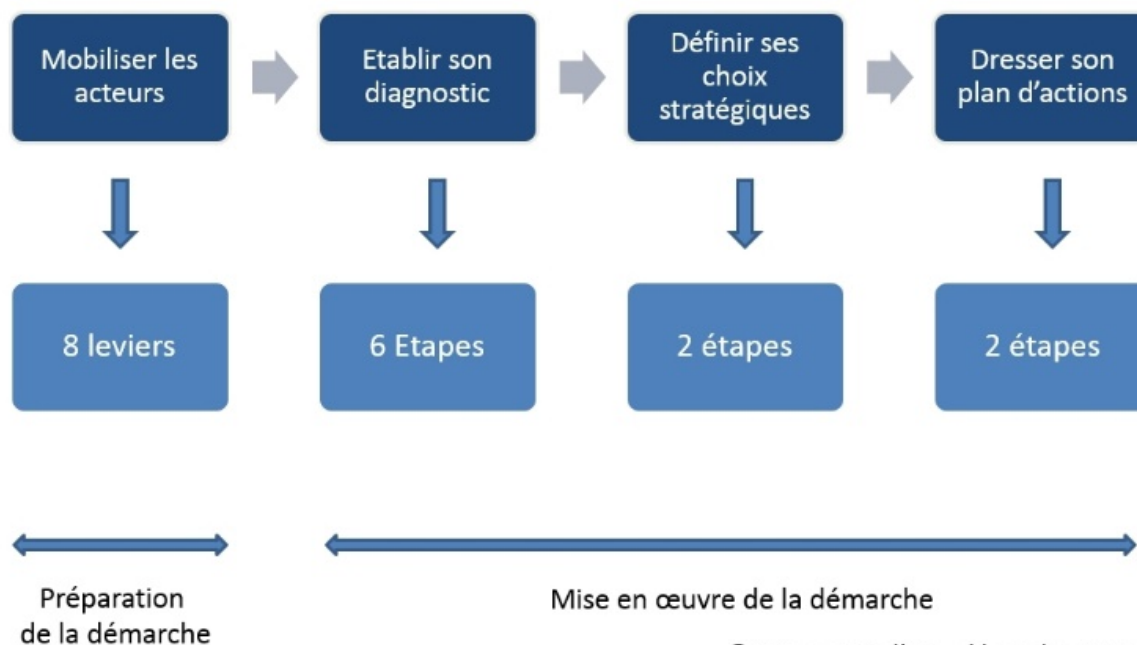 Mobiliser les
acteurs
Etablir son
diagnostic
Définir ses
choix
stratégiques
Dresser son
plan d'actions
8 leviers
6 Etapes
2 étapes
2 étapes
Préparation
de la démarche
Mise en œuvre de la démarche